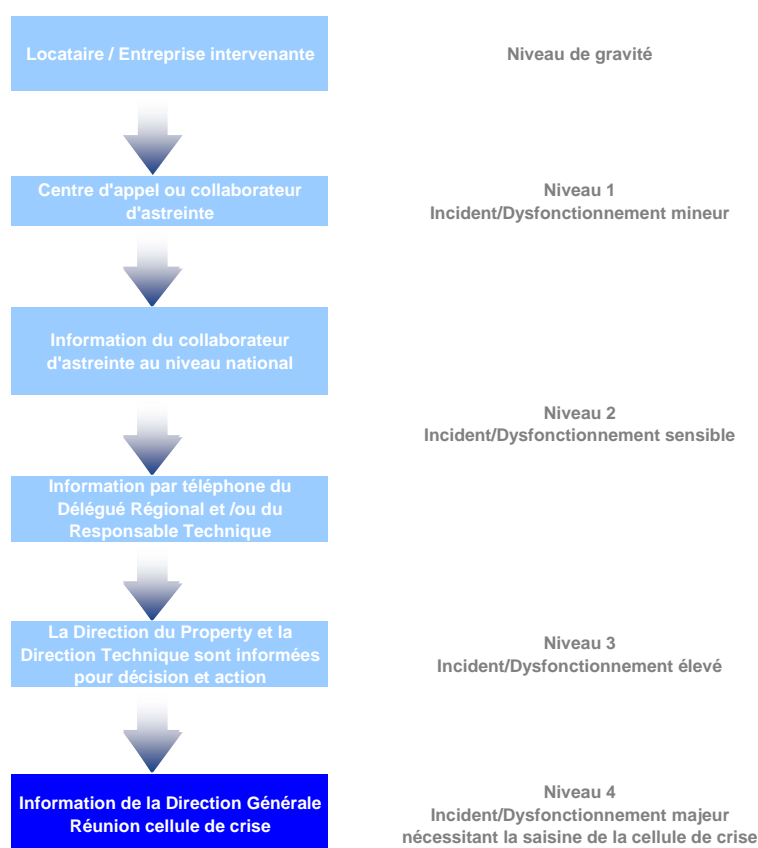 Locataire / Entreprise intervenante
Niveau de gravité
Centre d'appel ou collaborateur
d'astreinte
Niveau 1
Incident/Dysfonctionnement mineur
Information du collaborateur
d'astreinte au niveau national
Niveau 2
Incident/Dysfonctionnement sensible
Information par téléphone du
Délégué Régional et /ou du
Responsable Technique
La Direction du Property et la
Direction Technique sont informées
pour décision et action
Niveau 3
Incident/Dysfonctionnement élevé
Information de la Direction Générale
Réunion cellule de crise
Niveau 4
Incident/Dysfonctionnement majeur
nécessitant la saisine de la cellule de crise